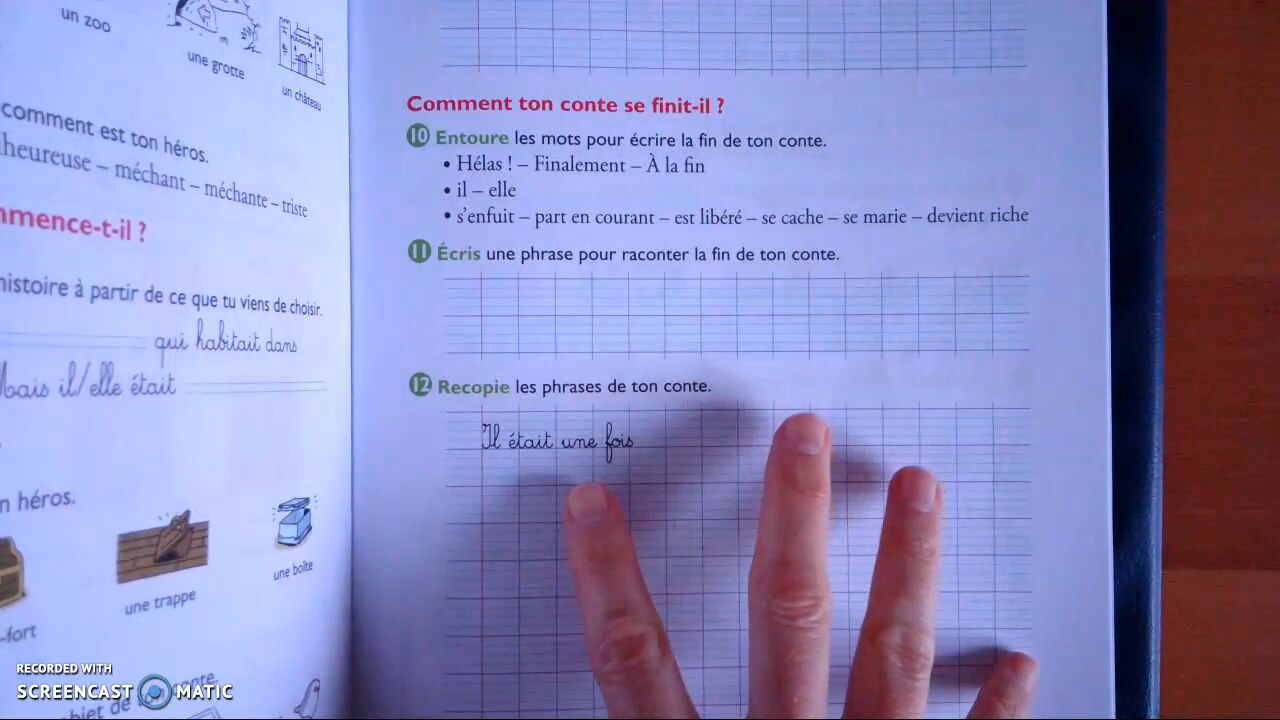 un zoo
une grotte
un château
comment est ton héros.
heureuse – méchant – méchante – triste
mmence-t-il ?
histoire à partir de ce que tu viens de choisir.
qui habitait dans
Mais il/elle était
n héros.
une trappe
une boîte
-fort
Comment ton conte se finit-il ?
10 Entoure les mots pour écrire la fin de ton conte.
• Hélas ! – Finalement – À la fin
• il – elle
• s'enfuit – part en courant – est libéré – se cache – se marie – devient riche
11 Écris une phrase pour raconter la fin de ton conte.
12 Recopie les phrases de ton conte.
Il était une fois
RECORDED WITH
SCREENCAST MATIC